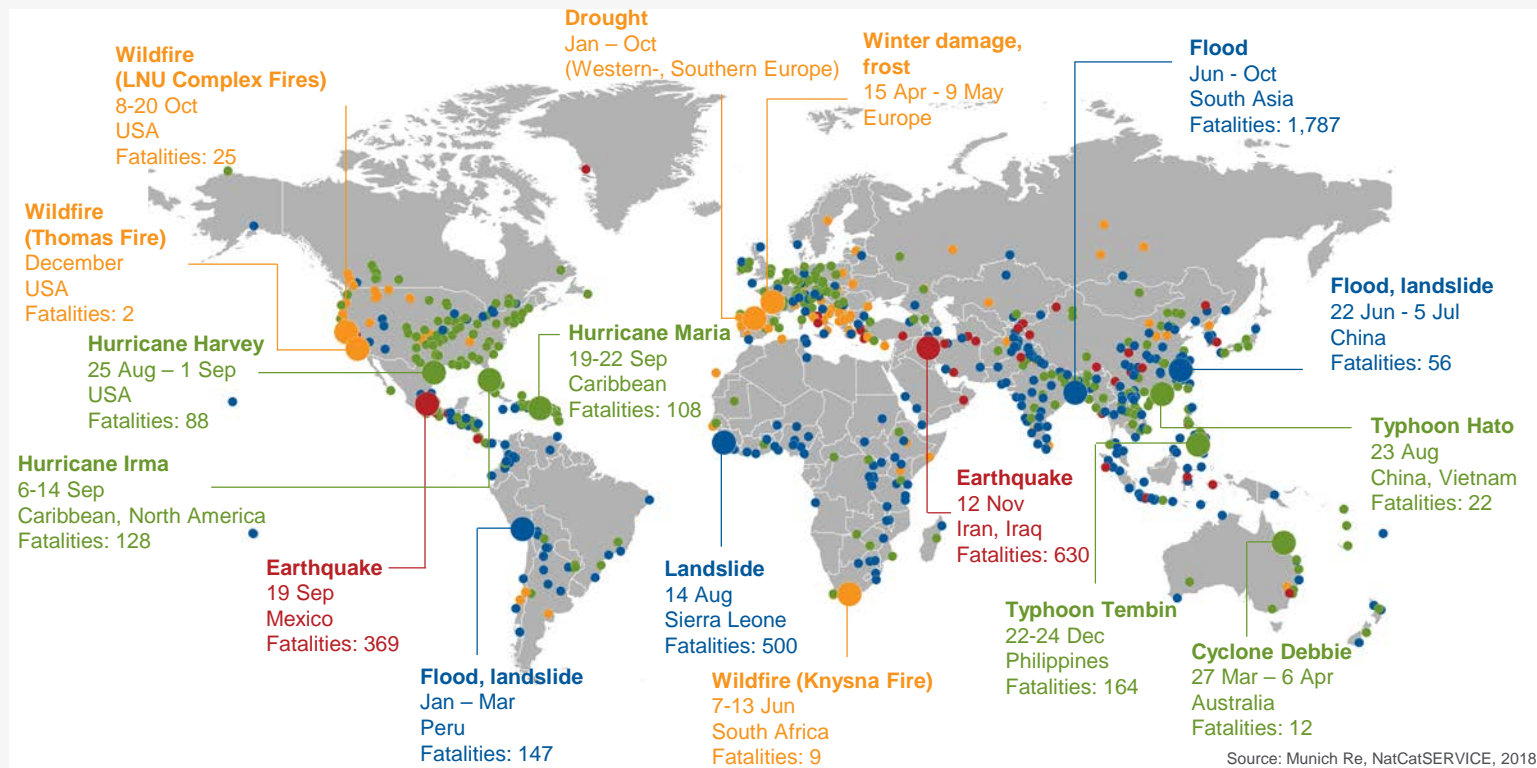 Drought
Jan – Oct
(Western-, Southern Europe)
Wildfire
(LNU Complex Fires)
8-20 Oct
USA
Fatalities: 25
Winter damage,
frost
15 Apr - 9 May
Europe
Flood
Jun - Oct
South Asia
Fatalities: 1,787
Wildfire
(Thomas Fire)
December
USA
Fatalities: 2
Flood, landslide
22 Jun - 5 Jul
China
Fatalities: 56
Hurricane Harvey
25 Aug – 1 Sep
USA
Fatalities: 88
Hurricane Maria
19-22 Sep
Caribbean
Fatalities: 108
Typhoon Hato
23 Aug
China, Vietnam
Fatalities: 22
Hurricane Irma
6-14 Sep
Caribbean, North America
Fatalities: 128
Earthquake
12 Nov
Iran, Iraq
Fatalities: 630
Earthquake
19 Sep
Mexico
Fatalities: 369
Landslide
14 Aug
Sierra Leone
Fatalities: 500
Typhoon Tembin
22-24 Dec
Philippines
Fatalities: 164
Cyclone Debbie
27 Mar – 6 Apr
Australia
Fatalities: 12
Flood, landslide
Jan – Mar
Peru
Fatalities: 147
Wildfire (Knysna Fire)
7-13 Jun
South Africa
Fatalities: 9
Source: Munich Re, NatCatSERVICE, 2018